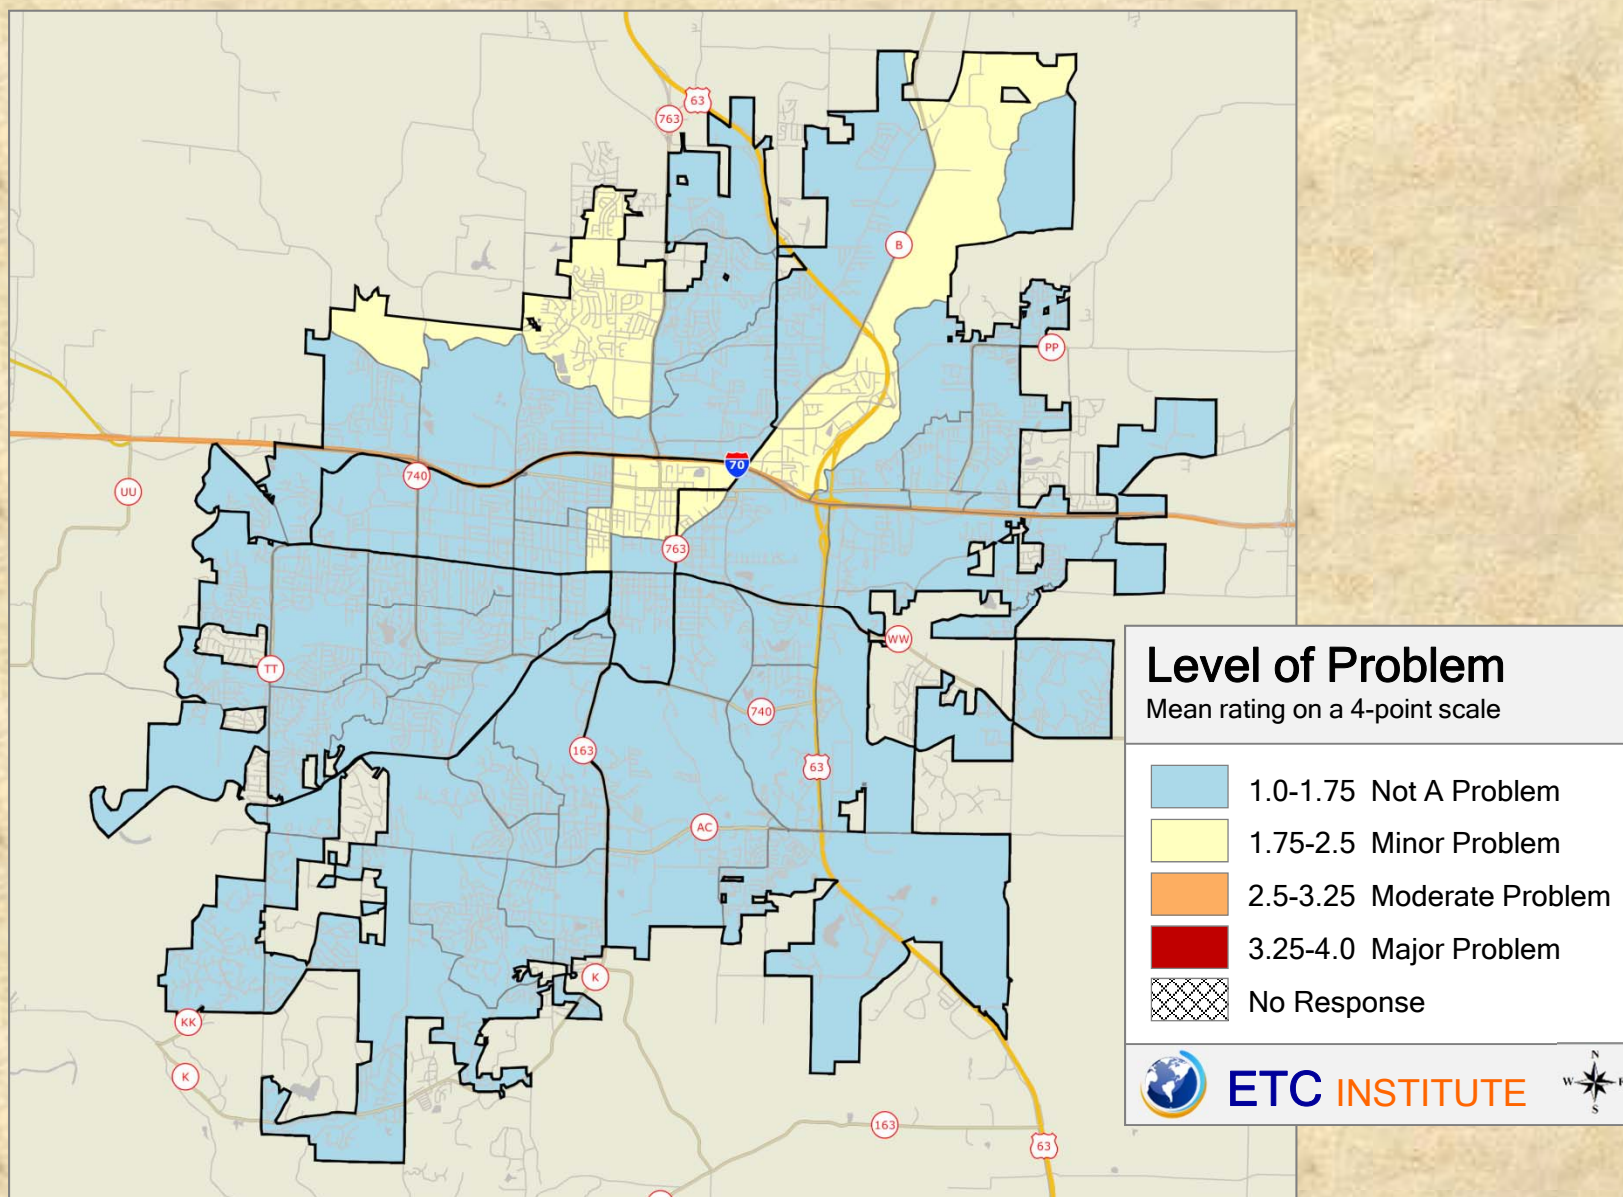 63
763
B
PP
70
740
UU
763
WW
TT
740
163
63
AC
K
KK
K
163
63
Level of Problem
Mean rating on a 4-point scale
1.0-1.75 Not A Problem
1.75-2.5 Minor Problem
2.5-3.25 Moderate Problem
3.25-4.0 Major Problem
No Response
ETC INSTITUTE
N
W
S